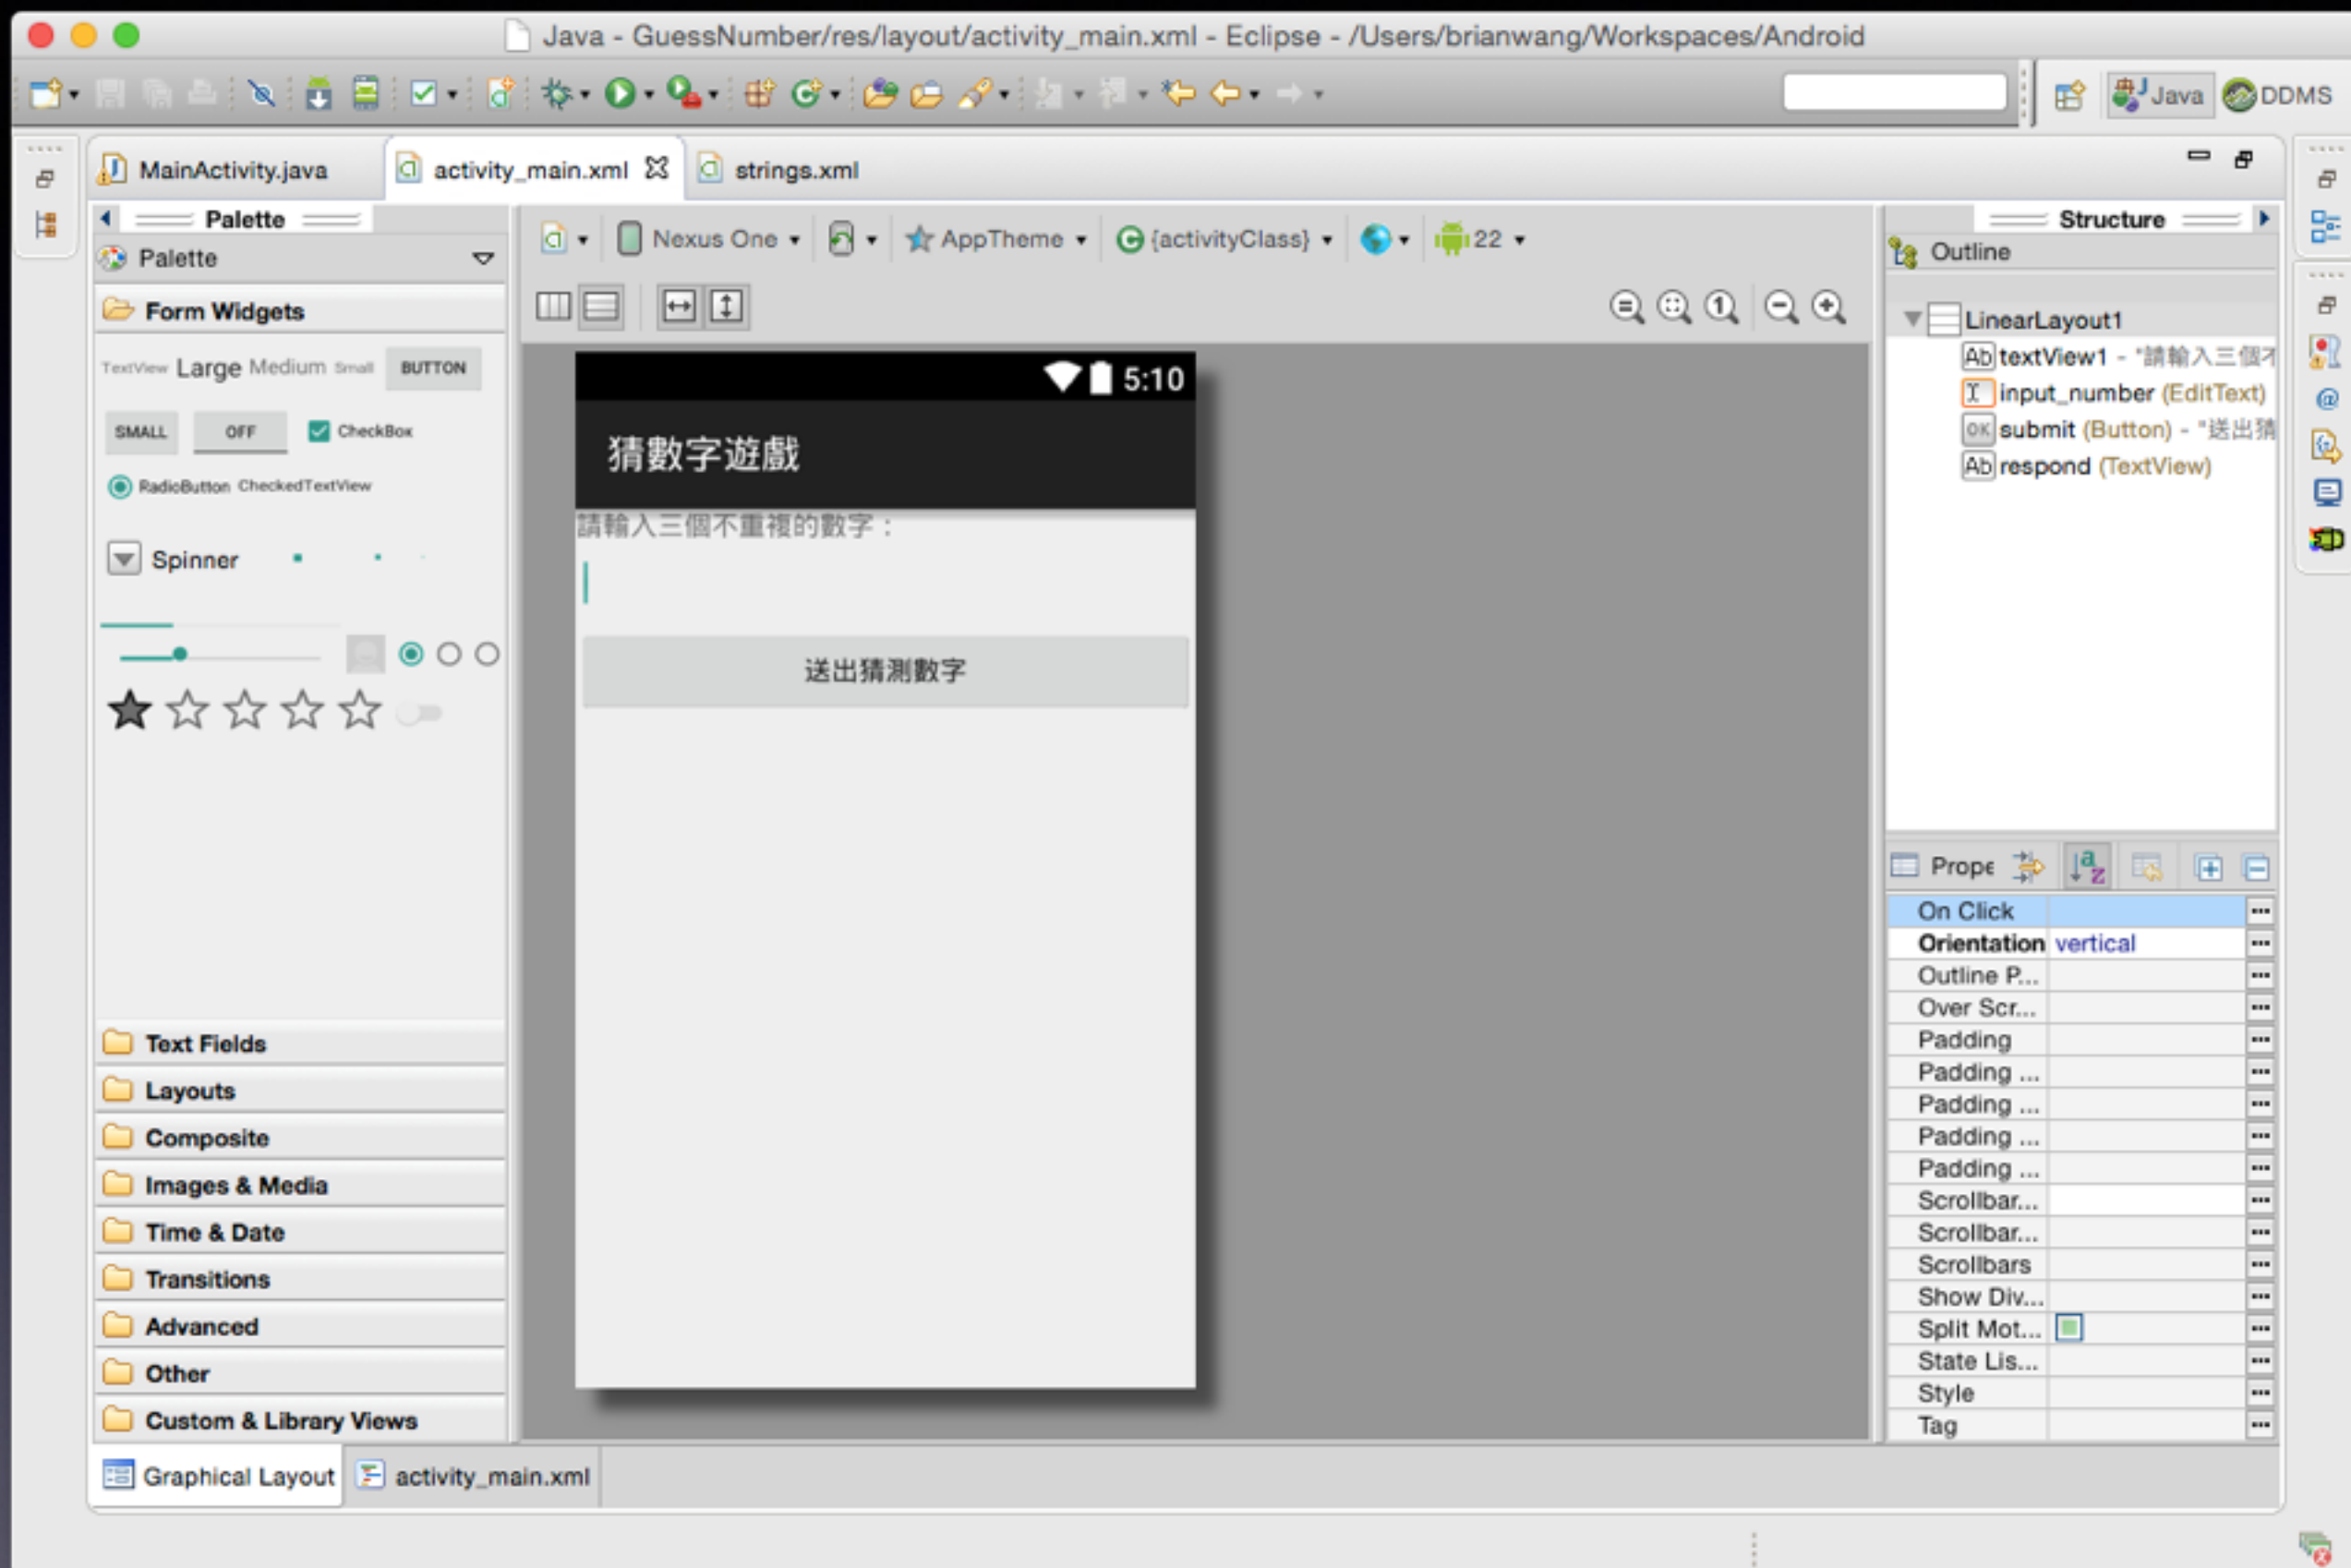 Java - GuessNumber/res/layout/activity_main.xml - Eclipse - /Users/brianwang/Workspaces/Android
Java
DDMS
MainActivity.java
activity_main.xml
strings.xml
Palette
Palette
Form Widgets
TextView Large Medium Small BUTTON
SMALL OFF CheckBox
RadioButton CheckedTextView
Spinner
Text Fields
Layouts
Composite
Images & Media
Time & Date
Transitions
Advanced
Other
Custom & Library Views
Graphical Layout
activity_main.xml
Nexus One
AppTheme
{activityClass}
22
5:10
猜數字遊戲
請輸入三個不重複的數字：
送出猜測數字
Structure
Outline
LinearLayout1
Ab textView1 - "請輸入三個不
input_number (EditText)
OK submit (Button) - "送出猜
Ab respond (TextView)
Prope
On Click
Orientation vertical
Outline P...
Over Scr...
Padding
Padding ...
Padding ...
Padding ...
Padding ...
Scrollbar...
Scrollbar...
Scrollbars
Show Div...
Split Mot...
State Lis...
Style
Tag